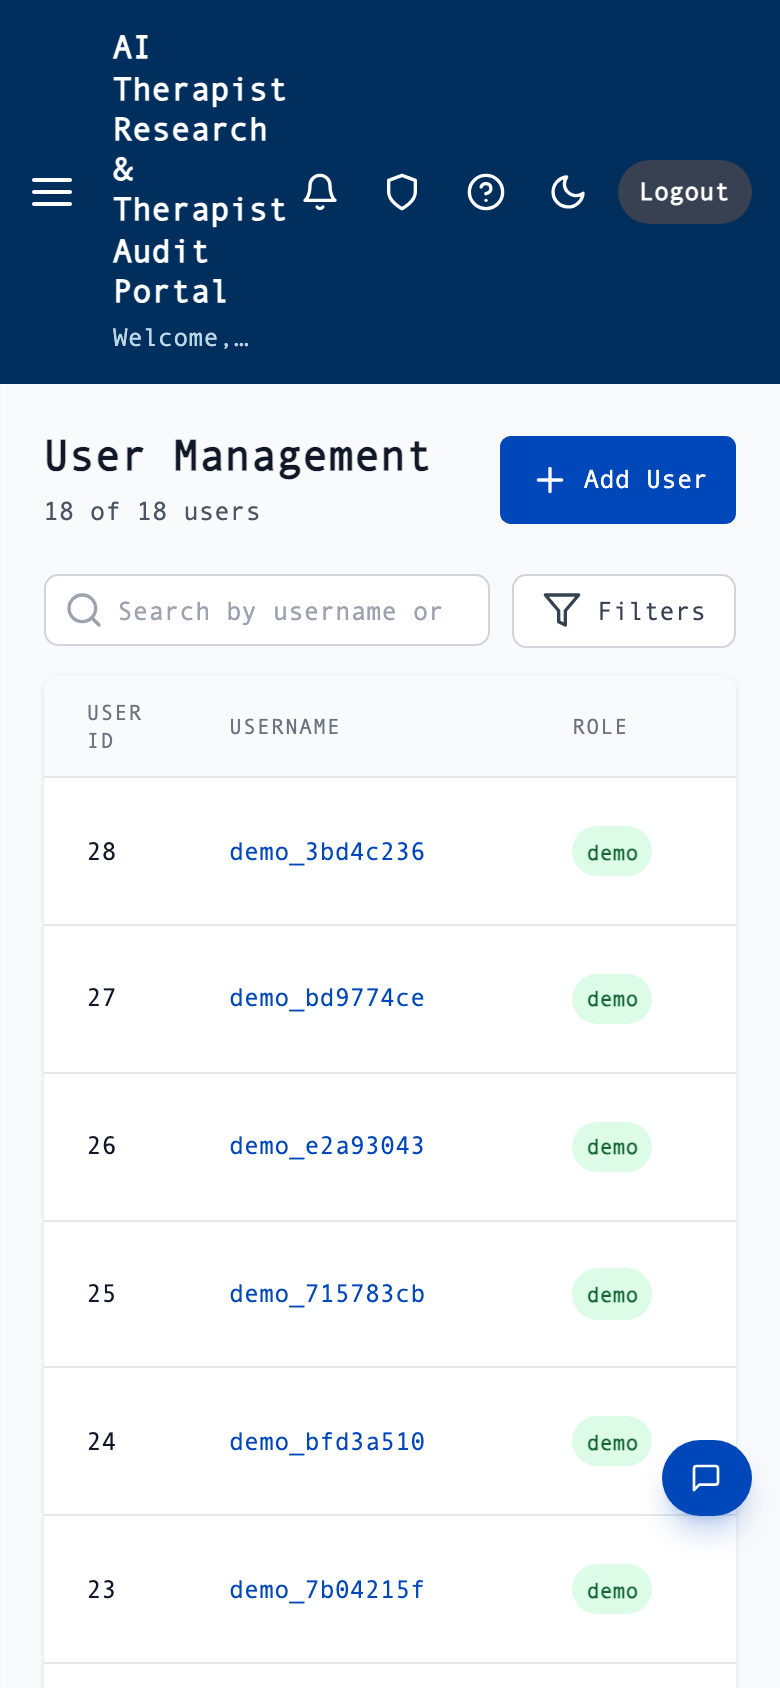 AI
Therapist
Research
&
Therapist
Audit
Portal
Welcome,…
Logout
User Management
18 of 18 users
Add User
Search by username or
Filters
USER ID
USERNAME
ROLE
28 demo_3bd4c236 demo
27 demo_bd9774ce demo
26 demo_e2a93043 demo
25 demo_715783cb demo
24 demo_bfd3a510 demo
23 demo_7b04215f demo